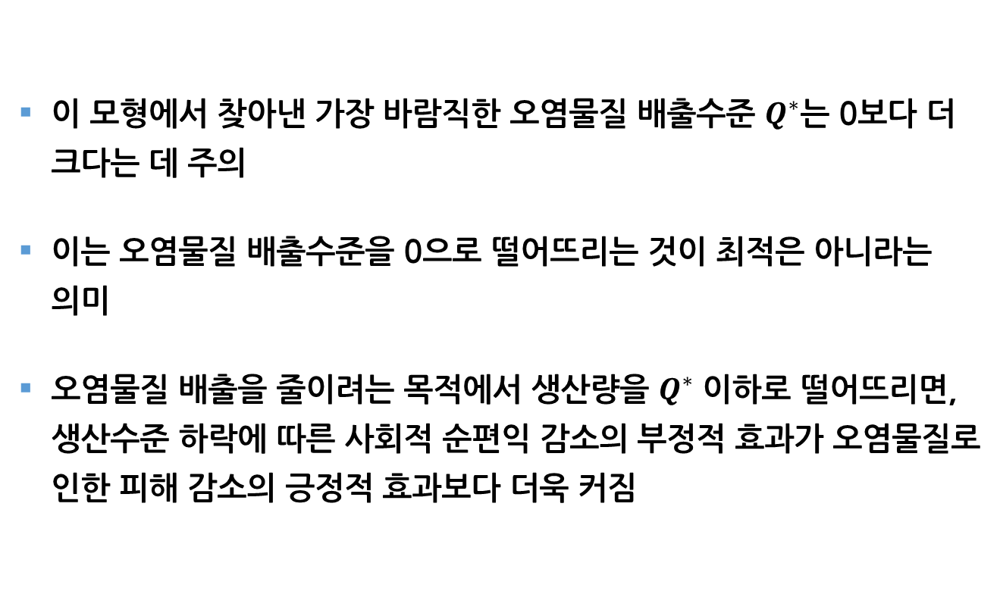 ▪ 이 모형에서 찾아낸 가장 바람직한 오염물질 배출수준 Q*는 0보다 더
크다는 데 주의
▪ 이는 오염물질 배출수준을 0으로 떨어뜨리는 것이 최적은 아니라는
의미
▪ 오염물질 배출을 줄이려는 목적에서 생산량을 Q* 이하로 떨어뜨리면,
생산수준 하락에 따른 사회적 순편익 감소의 부정적 효과가 오염물질로
인한 피해 감소의 긍정적 효과보다 더욱 커짐